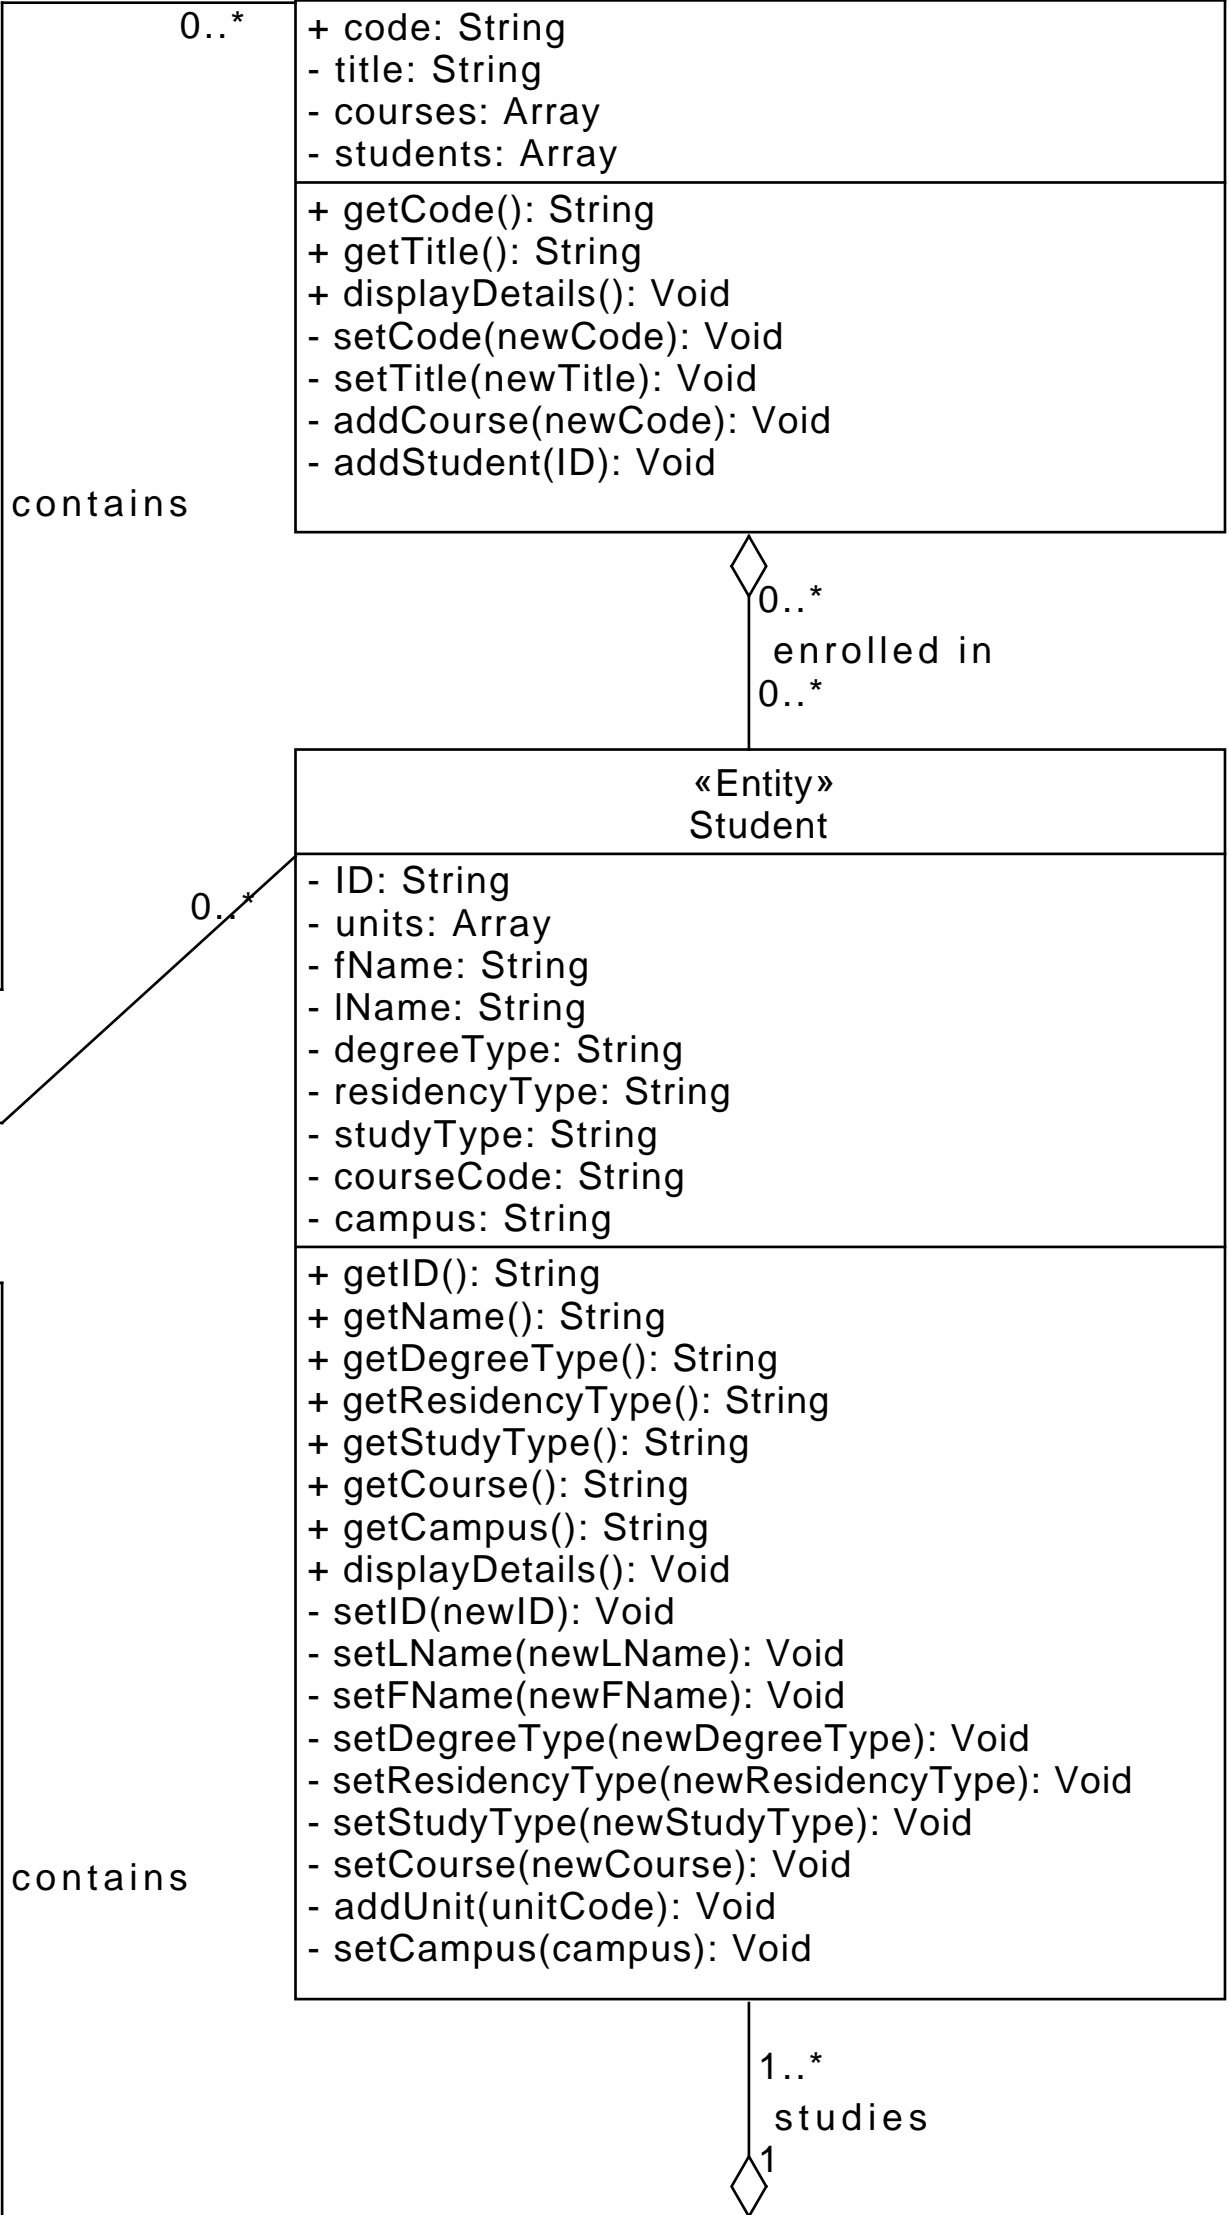 0..*
+ code: String
- title: String
- courses: Array
- students: Array
+ getCode(): String
+ getTitle(): String
+ displayDetails(): Void
- setCode(newCode): Void
- setTitle(newTitle): Void
- addCourse(newCode): Void
- addStudent(ID): Void
contains
0..*
enrolled in
0..*
«Entity»
Student
0..*
- ID: String
- units: Array
- fName: String
- lName: String
- degreeType: String
- residencyType: String
- studyType: String
- courseCode: String
- campus: String
+ getID(): String
+ getName(): String
+ getDegreeType(): String
+ getResidencyType(): String
+ getStudyType(): String
+ getCourse(): String
+ getCampus(): String
+ displayDetails(): Void
- setID(newID): Void
- setLName(newLName): Void
- setFName(newFName): Void
- setDegreeType(newDegreeType): Void
- setResidencyType(newResidencyType): Void
- setStudyType(newStudyType): Void
- setCourse(newCourse): Void
- addUnit(unitCode): Void
- setCampus(campus): Void
contains
1..*
studies
1